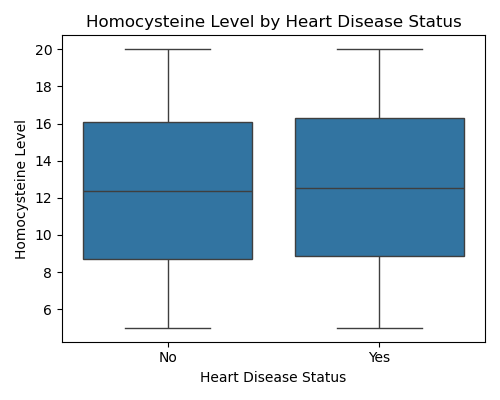 Homocysteine Level by Heart Disease Status
20
18
16
14
12
10
8
6
Homocysteine Level
No Yes
Heart Disease Status